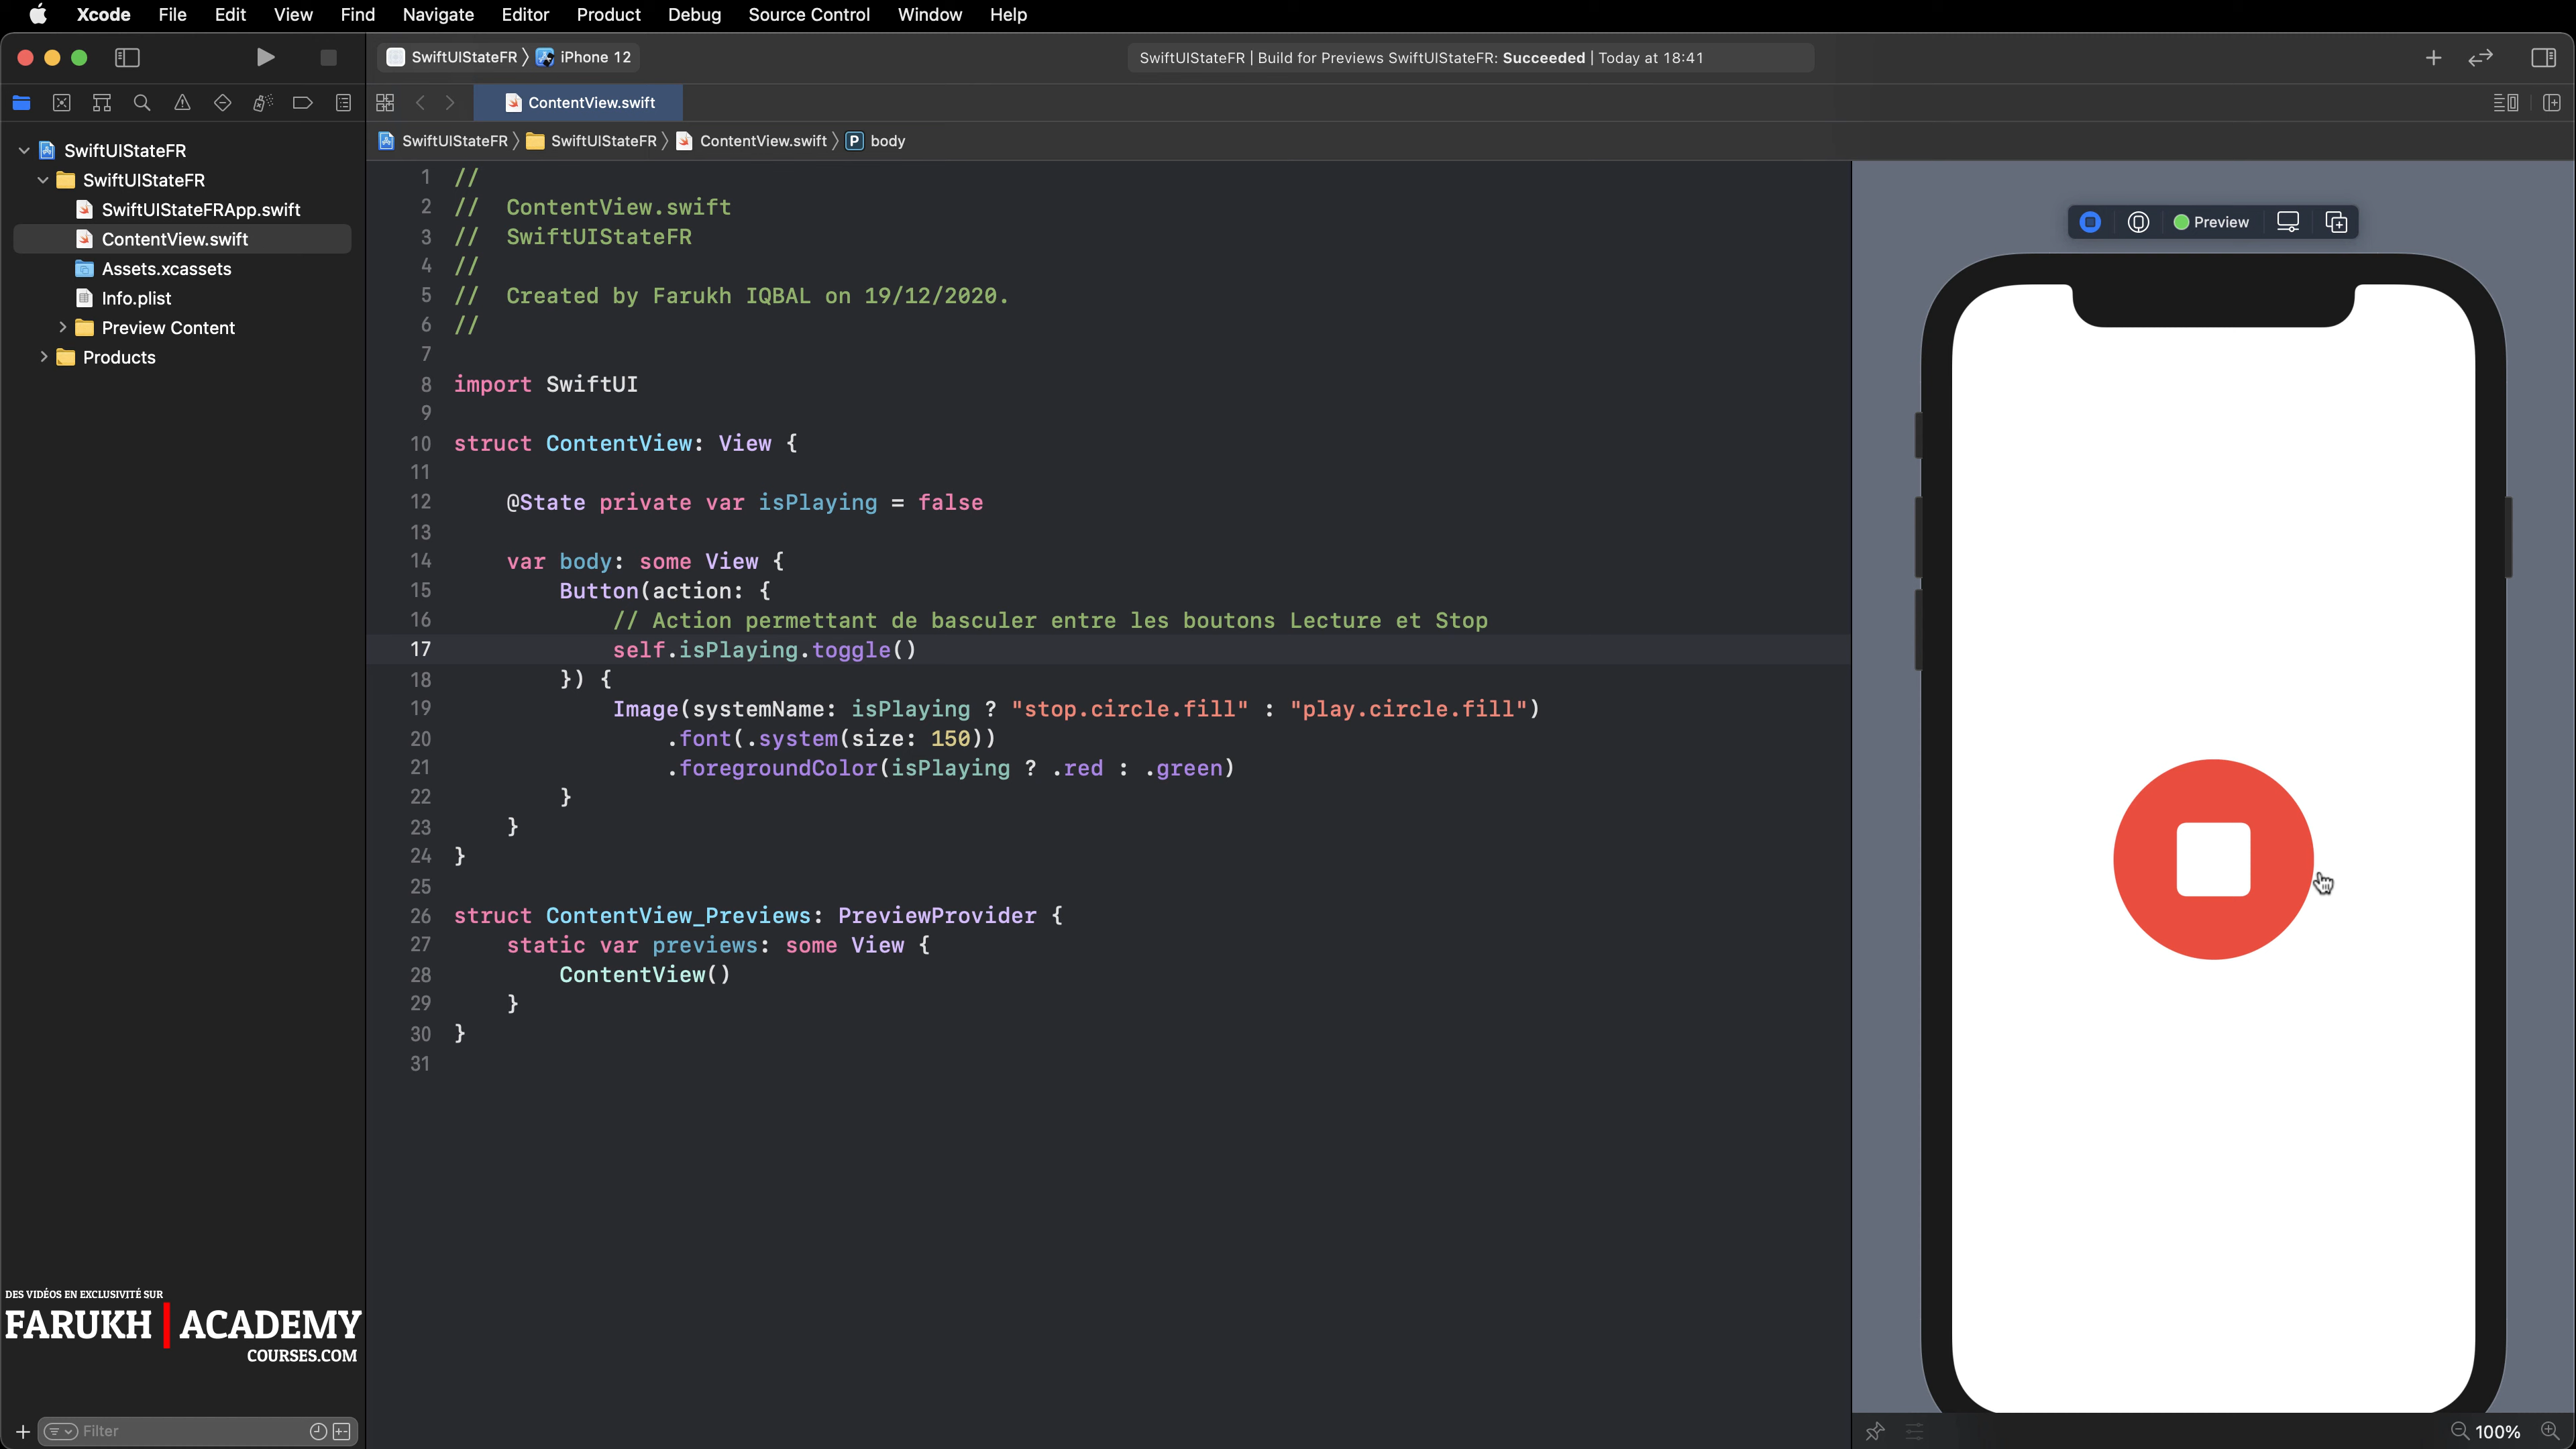 Xcode File Edit View Find Navigate Editor Product Debug Source Control Window Help
SwiftUIStateFR iPhone 12
SwiftUIStateFR | Build for Previews SwiftUIStateFR: Succeeded | Today at 18:41
ContentView.swift
SwiftUIStateFR SwiftUIStateFR ContentView.swift P body
SwiftUIStateFR
SwiftUIStateFR
SwiftUIStateFRApp.swift
ContentView.swift
Assets.xcassets
Info.plist
Preview Content
Products
1 //
2 //  ContentView.swift
3 //  SwiftUIStateFR
4 //
5 //  Created by Farukh IQBAL on 19/12/2020.
6 //
7
8 import SwiftUI
9
10 struct ContentView: View {
11
12     @State private var isPlaying = false
13
14     var body: some View {
15         Button(action: {
16             // Action permettant de basculer entre les boutons Lecture et Stop
17             self.isPlaying.toggle()
18         }) {
19             Image(systemName: isPlaying ? "stop.circle.fill" : "play.circle.fill")
20                 .font(.system(size: 150))
21                 .foregroundColor(isPlaying ? .red : .green)
22         }
23     }
24 }
25
26 struct ContentView_Previews: PreviewProvider {
27     static var previews: some View {
28         ContentView()
29     }
30 }
31
Preview
DES VIDÉOS EN EXCLUSIVITÉ SUR
FARUKH | ACADEMY
COURSES.COM
Filter
100%